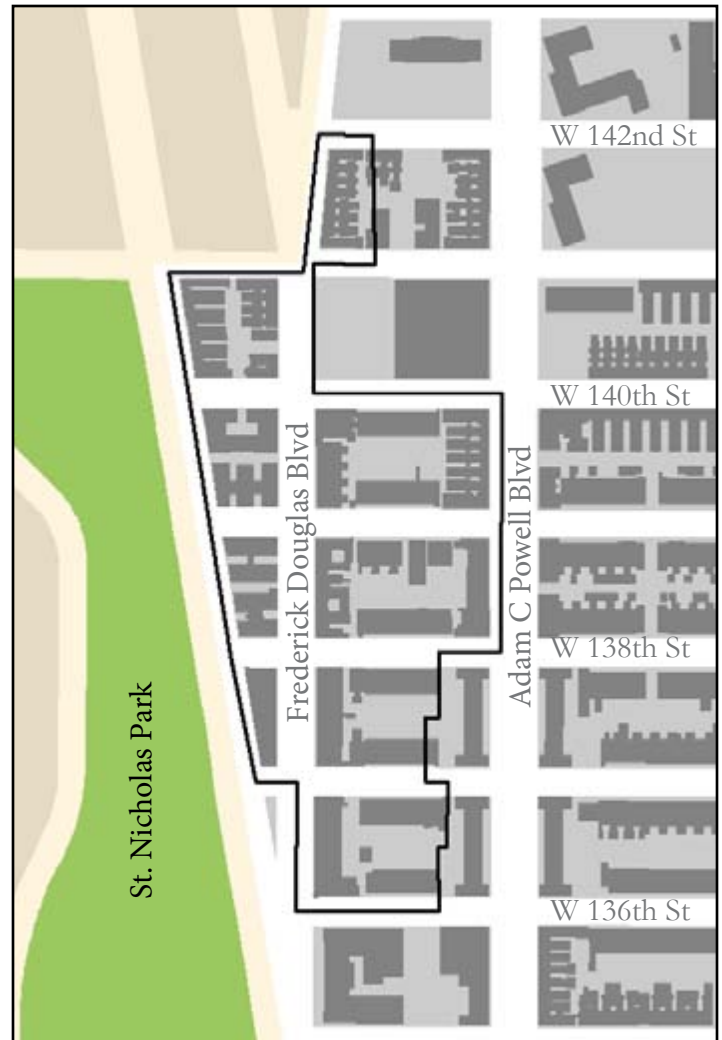 W 142nd St
W 140th St
Frederick Douglas Blvd
Adam C Powell Blvd
W 138th St
St. Nicholas Park
W 136th St